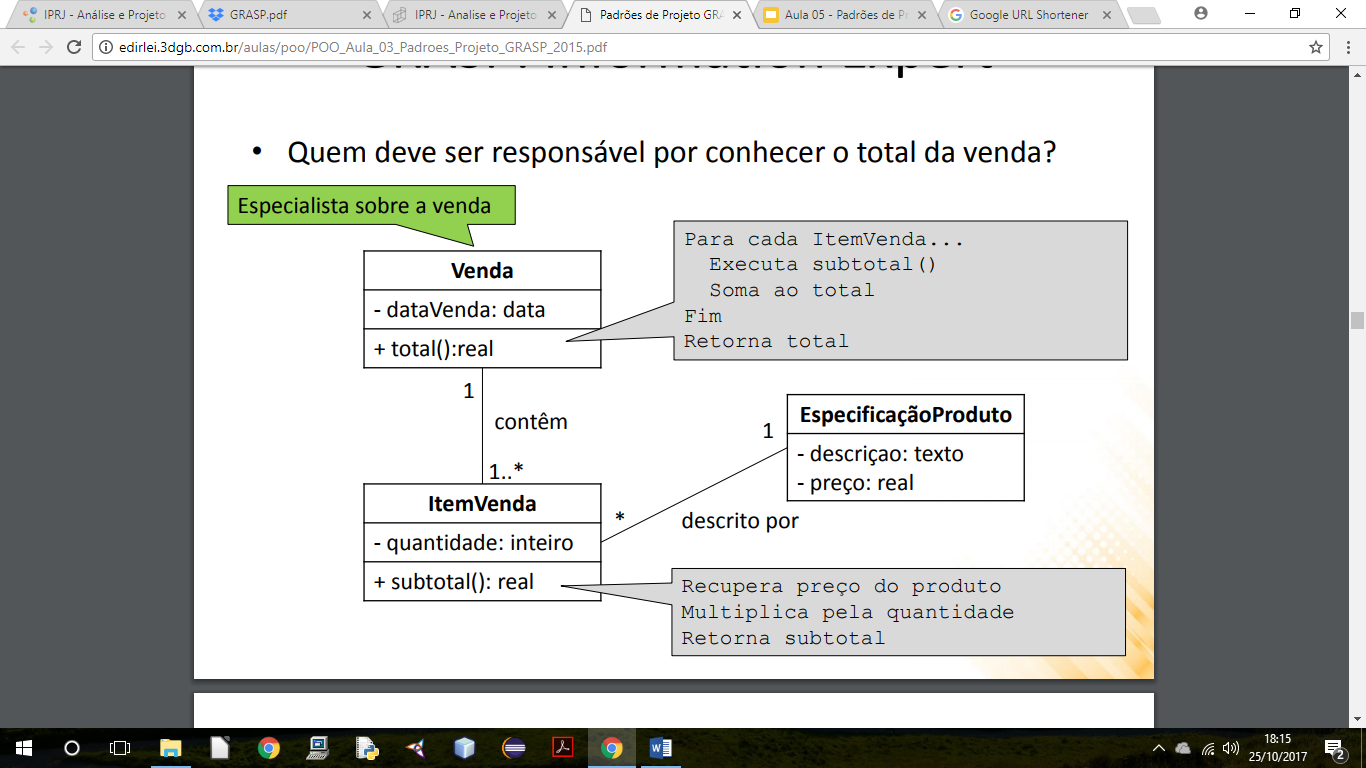 IPRJ - Análise e Projeto
GRASP.pdf
IPRJ - Analise e Projeto
Padrões de Projeto GRA
Aula 05 - Padrões de P
Google URL Shortener
edirlei.3dgb.com.br/aulas/poo/POO_Aula_03_Padroes_Projeto_GRASP_2015.pdf
• Quem deve ser responsável por conhecer o total da venda?
Especialista sobre a venda
Venda
- dataVenda: data
+ total():real
Para cada ItemVenda...
Executa subtotal()
Soma ao total
Fim
Retorna total
1
contêm
1..*
EspecificaçãoProduto
- descriçao: texto
- preço: real
1
*
descrito por
ItemVenda
- quantidade: inteiro
+ subtotal(): real
Recupera preço do produto
Multiplica pela quantidade
Retorna subtotal
18:15
25/10/2017
2